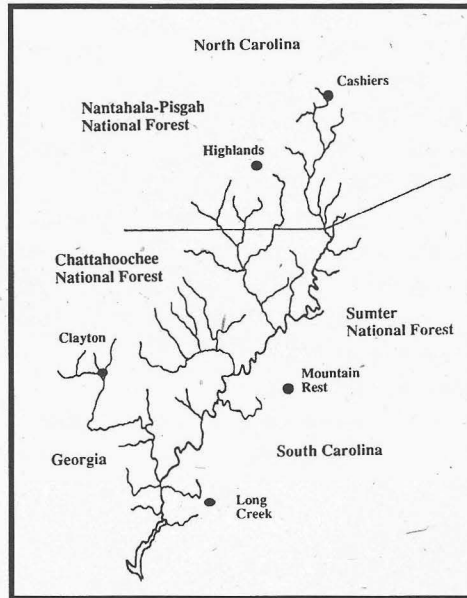 North Carolina
Cashiers
Nantahala-Pisgah
National Forest
Highlands
Chattahoochee
National Forest
Sumter
National Forest
Clayton
Mountain
Rest
Georgia
South Carolina
Long
Creek